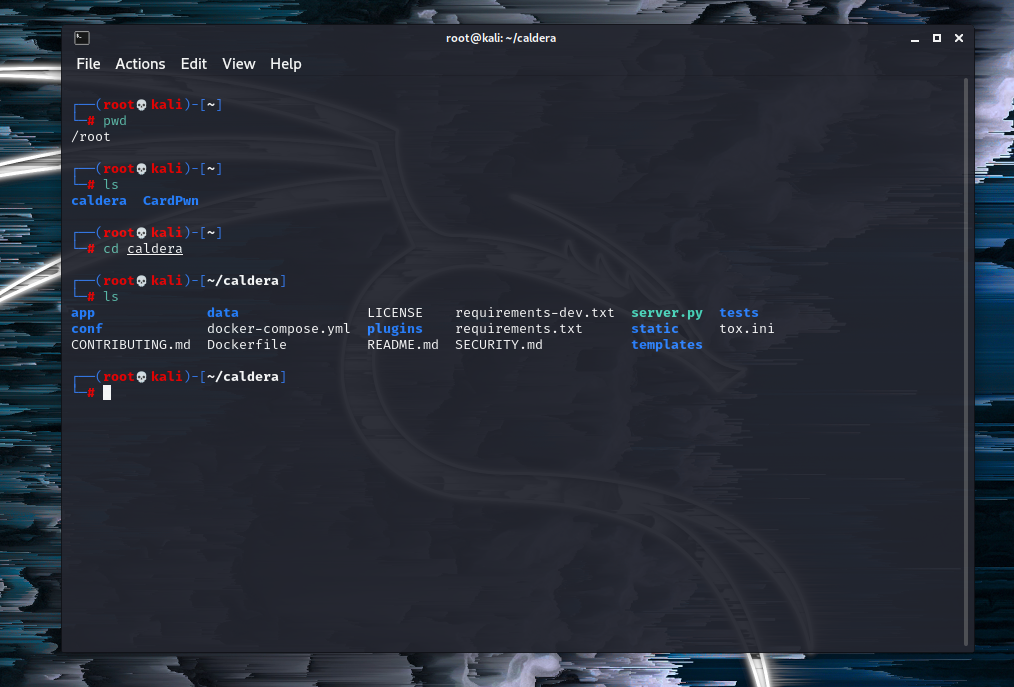 root@kali: ~/caldera
File Actions Edit View Help
┌──(root💀kali)-[~]
└─# pwd
/root
┌──(root💀kali)-[~]
└─# ls
caldera CardPwn
┌──(root💀kali)-[~]
└─# cd caldera
┌──(root💀kali)-[~/caldera]
└─# ls
app data LICENSE requirements-dev.txt server.py tests
conf docker-compose.yml plugins requirements.txt static tox.ini
CONTRIBUTING.md Dockerfile README.md SECURITY.md templates
┌──(root💀kali)-[~/caldera]
└─#